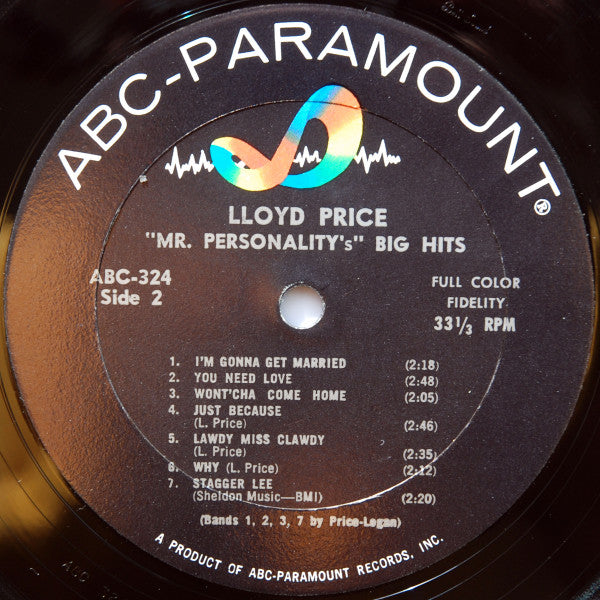 ABC-PARAMOUNT®
LLOYD PRICE
"MR. PERSONALITY's" BIG HITS
ABC-324
Side 2
FULL COLOR
FIDELITY
33⅓ RPM
1. I'M GONNA GET MARRIED (2:18)
2. YOU NEED LOVE (2:48)
3. WONT'CHA COME HOME (2:05)
4. JUST BECAUSE
(L. Price) (2:46)
5. LAWDY MISS CLAWDY
(L. Price) (2:35)
6. WHY (L. Price) (2:12)
7. STAGGER LEE
(Sheldon Music—BMI) (2:20)
(Bands 1, 2, 3, 7 by Price-Logan)
A PRODUCT OF ABC-PARAMOUNT RECORDS, INC.